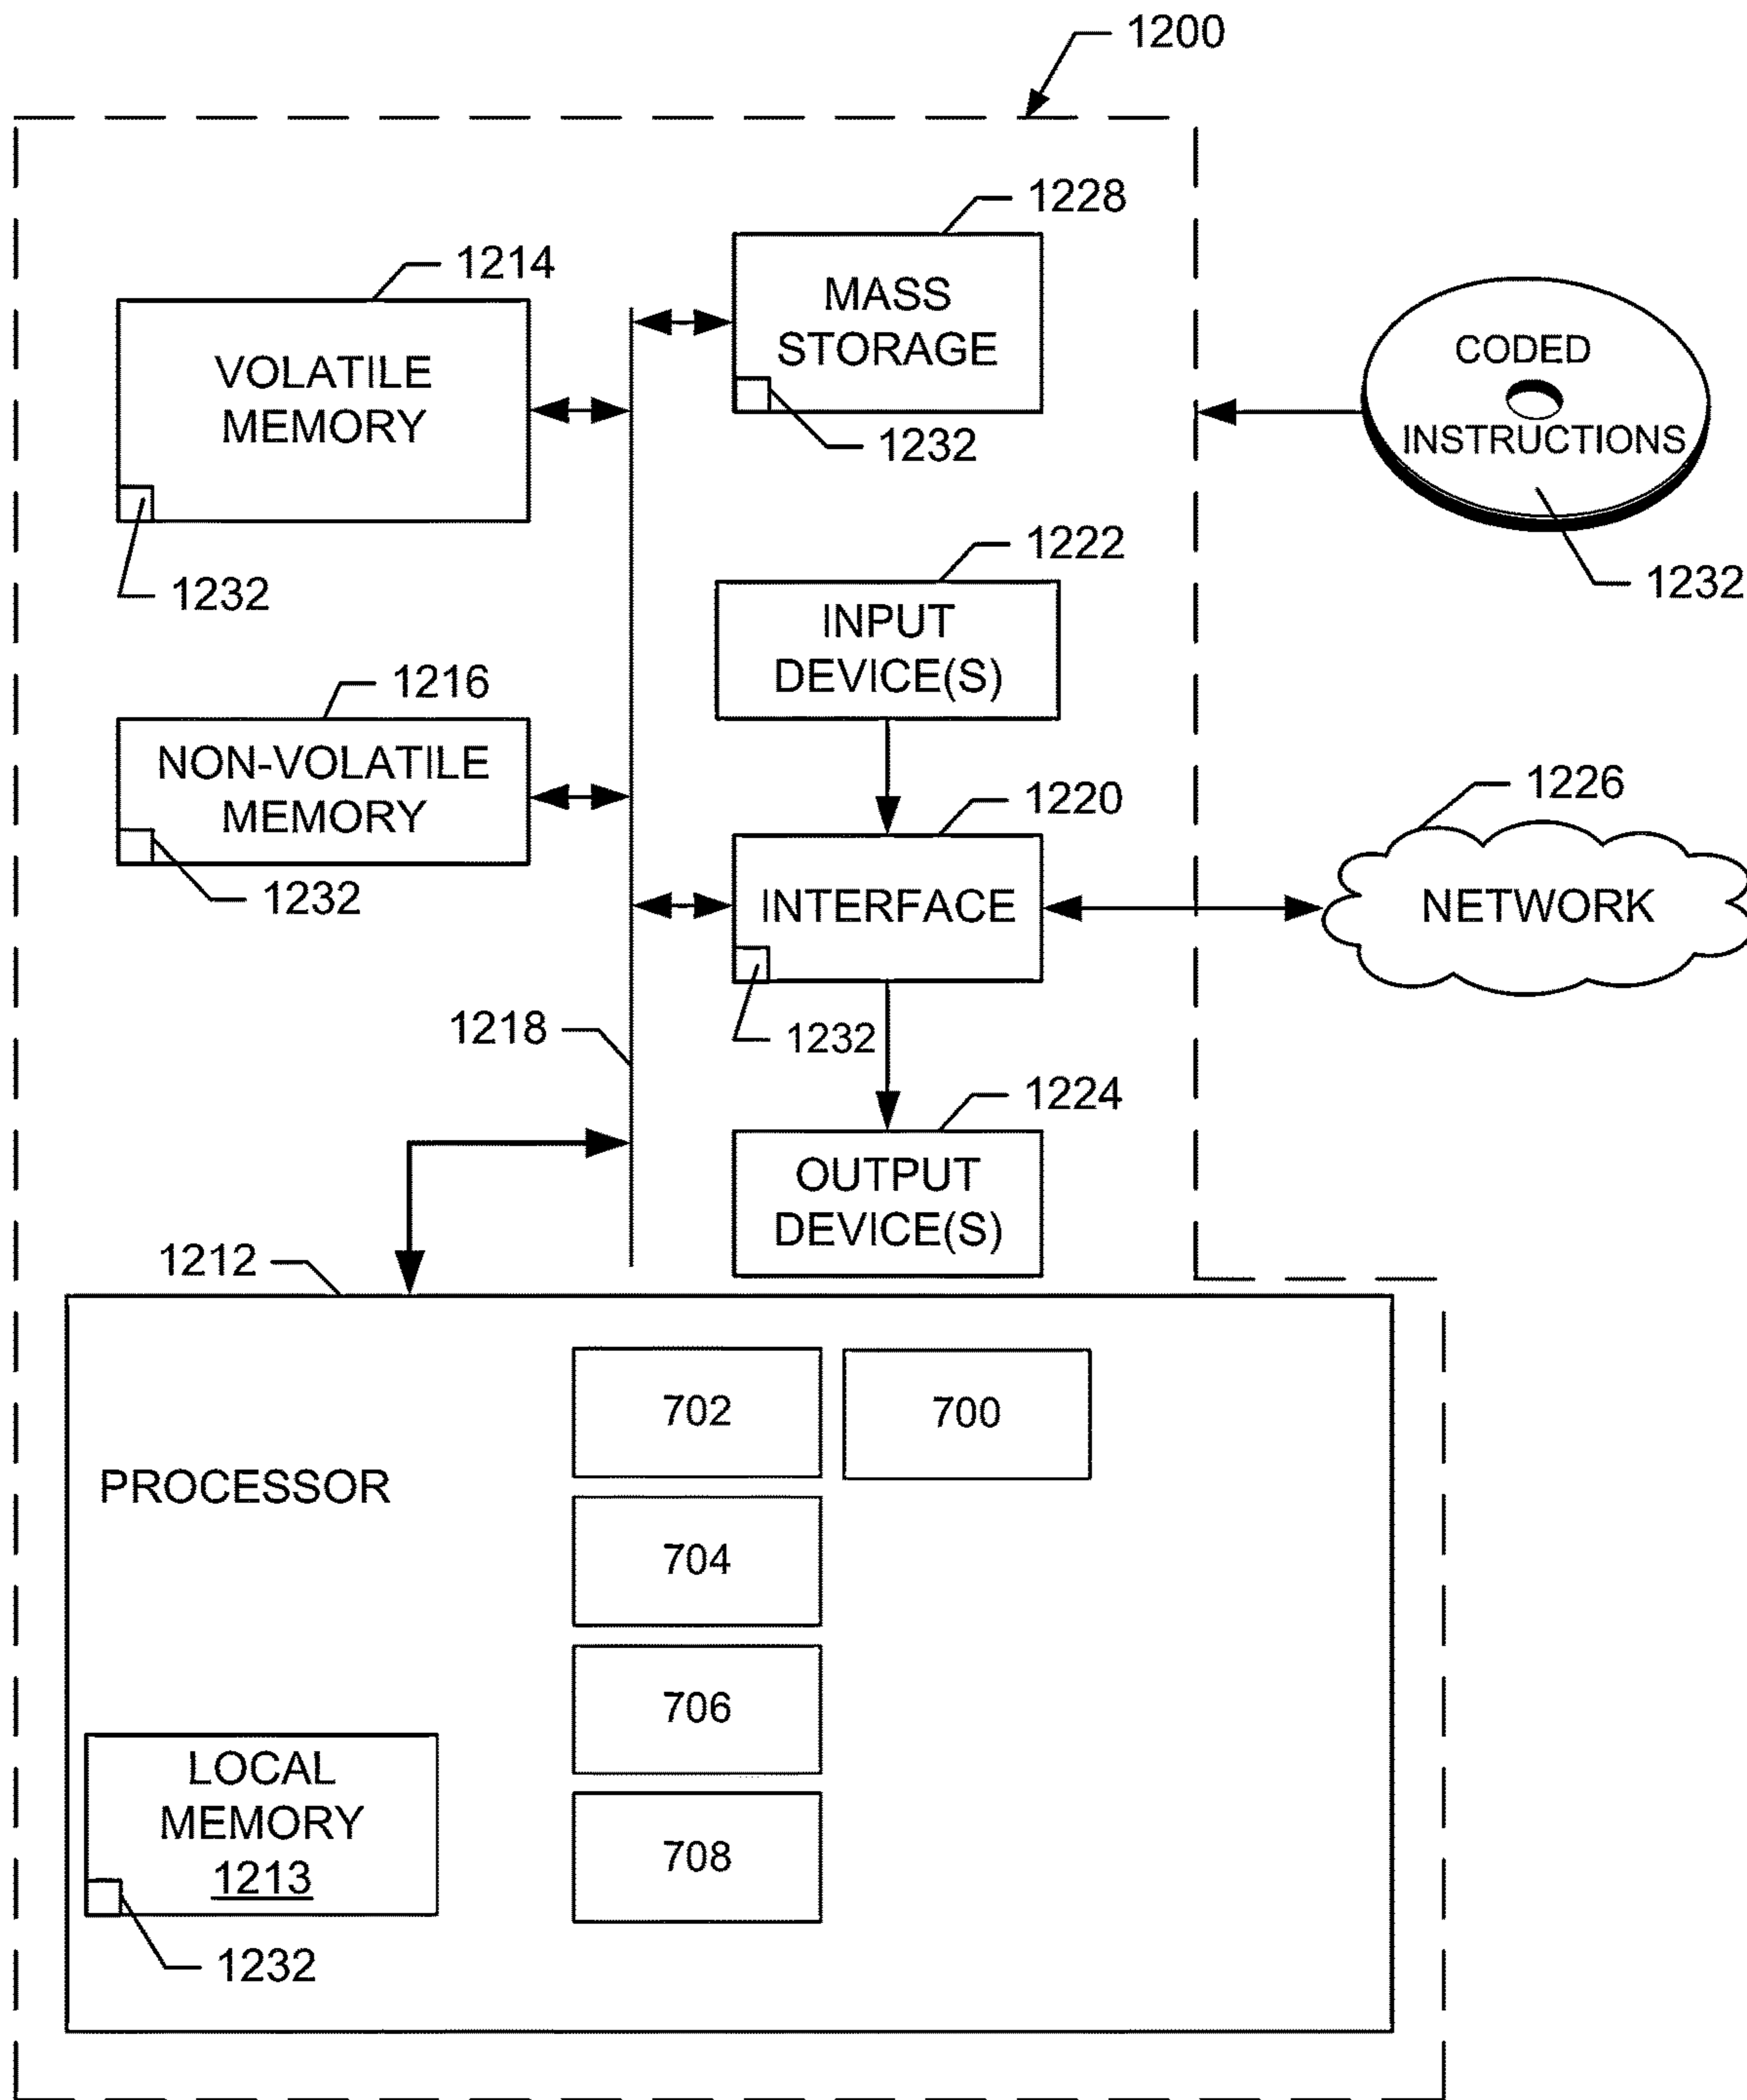 1200
1228
MASS
STORAGE
1232
1214
VOLATILE
MEMORY
1232
CODED
INSTRUCTIONS
1232
1222
INPUT
DEVICE(S)
1216
NON-VOLATILE
MEMORY
1232
1220
INTERFACE
1232
1226
NETWORK
1218
1224
OUTPUT
DEVICE(S)
1212
PROCESSOR
702
700
704
706
708
LOCAL
MEMORY
1213
1232